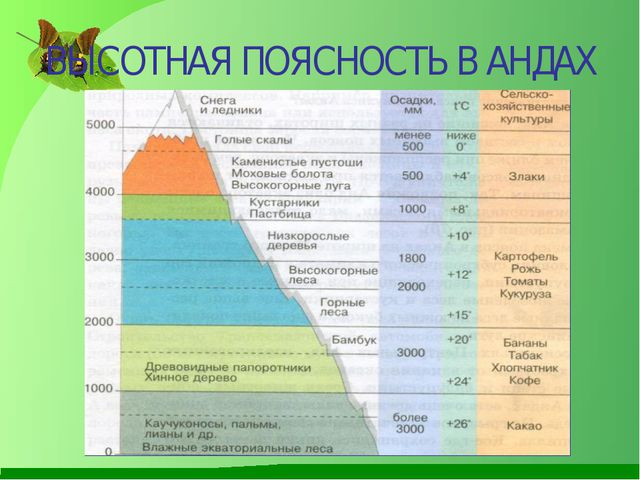 ВЫСОТНАЯ ПОЯСНОСТЬ В АНДАХ
Снега
и ледники
Осадки,
мм
t°C
Сельско-
хозяйственные
культуры
5000
Голые скалы
менее
500
ниже
0°
Каменистые пустоши
Моховые болота
Высокогорные луга
500
+4°
Злаки
4000
Кустарники
Пастбища
1000
+8°
Низкорослые
деревья
+10°
3000
1800
Высокогорные
леса
2000
+12°
Картофель
Рожь
Томаты
Кукуруза
Горные
леса
+15°
2000
Бамбук
3000
+20°
Бананы
Табак
Хлопчатник
Кофе
Древовидные папоротники
Хинное дерево
+24°
1000
Каучуконосы, пальмы,
лианы и др.
более
3000
+26°
Какао
Влажные экваториальные леса
0